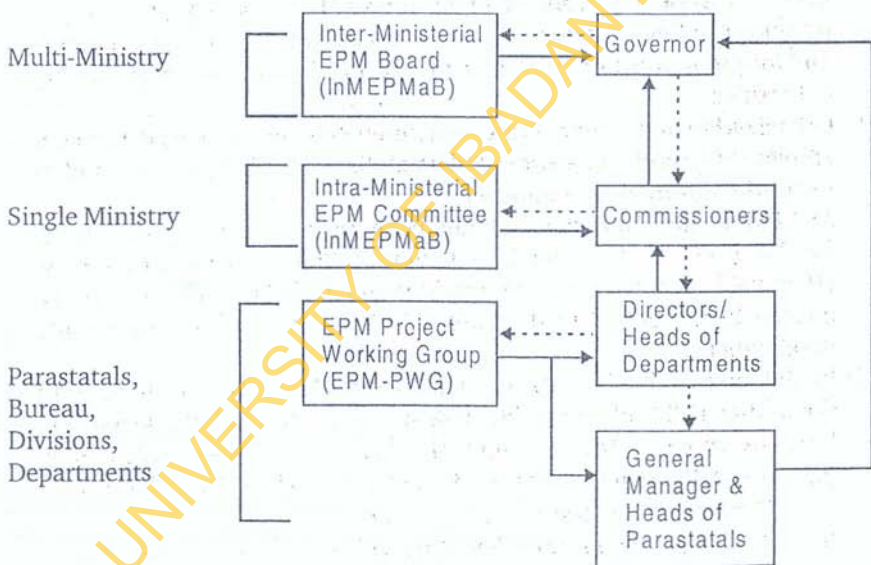 Multi-Ministry
Inter-Ministerial
EPM Board
(InMEPMaB)
Governor
Single Ministry
Intra-Ministerial
EPM Committee
(InMEPMaB)
Commissioners
Parastatals,
Bureau,
Divisions,
Departments
EPM Project
Working Group
(EPM-PWG)
Directors/
Heads of
Departments
General
Manager &
Heads of
Parastatals
UNIVERSITY OF IBADAN